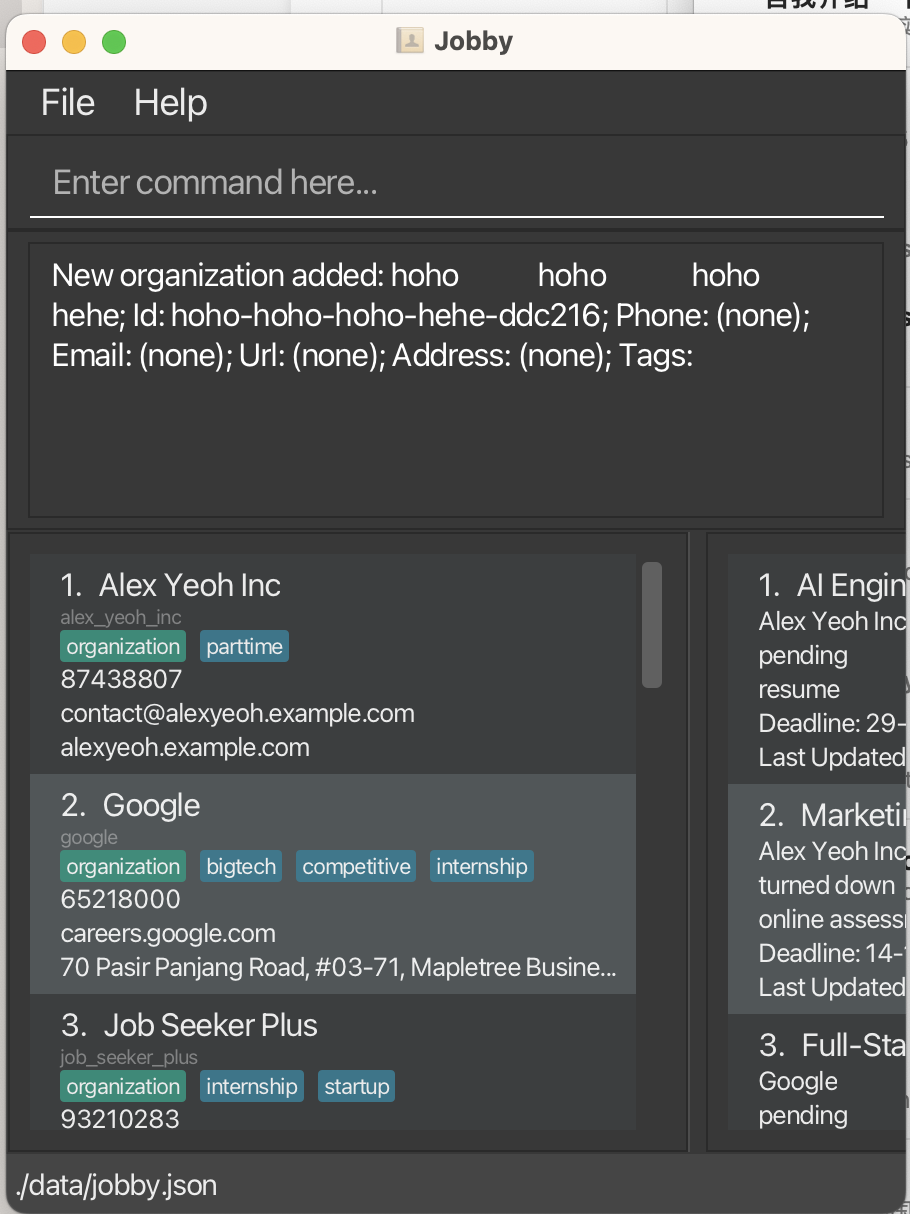 自我介绍
Jobby
File Help
Enter command here...
New organization added: hoho hoho hoho
hehe; Id: hoho-hoho-hoho-hehe-ddc216; Phone: (none);
Email: (none); Url: (none); Address: (none); Tags:
1. Alex Yeoh Inc
alex_yeoh_inc
organization parttime
87438807
contact@alexyeoh.example.com
alexyeoh.example.com
2. Google
google
organization bigtech competitive internship
65218000
careers.google.com
70 Pasir Panjang Road, #03-71, Mapletree Busine...
3. Job Seeker Plus
job_seeker_plus
organization internship startup
93210283
1. AI Engin
Alex Yeoh Inc
pending
resume
Deadline: 29-
Last Updated
2. Marketi
Alex Yeoh Inc
turned down
online assess
Deadline: 14-
Last Updated
3. Full-Sta
Google
pending
./data/jobby.json